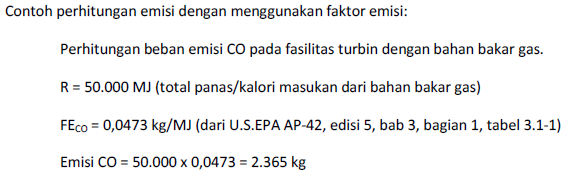 Contoh perhitungan emisi dengan menggunakan faktor emisi:
Perhitungan beban emisi CO pada fasilitas turbin dengan bahan bakar gas.
R = 50.000 MJ (total panas/kalori masukan dari bahan bakar gas)
FECO = 0,0473 kg/MJ (dari U.S.EPA AP-42, edisi 5, bab 3, bagian 1, tabel 3.1-1)
Emisi CO = 50.000 x 0,0473 = 2.365 kg